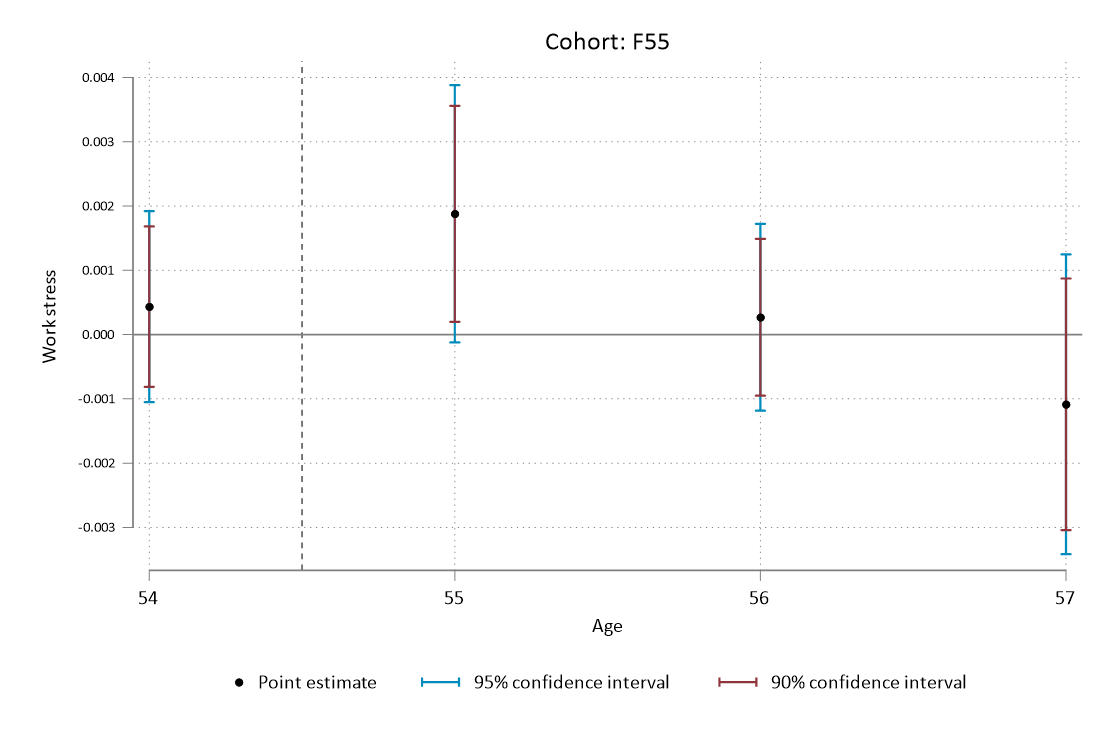 Cohort: F55
0.004
0.003
0.002
0.001
0.000
-0.001
-0.002
-0.003
Work stress
54 55 56 57
Age
Point estimate 95% confidence interval 90% confidence interval